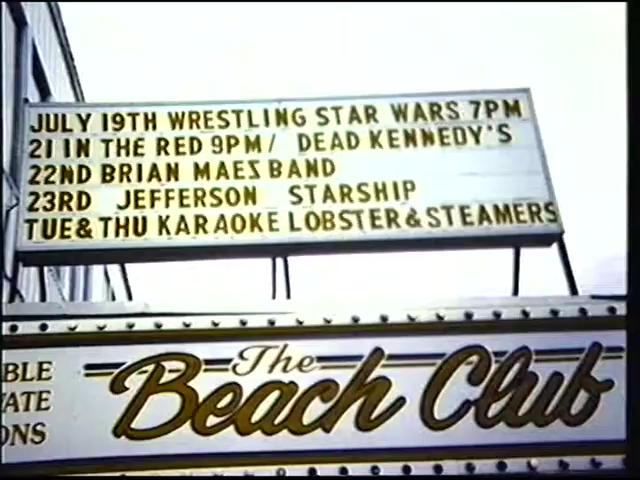 JULY 19TH WRESTLING STAR WARS 7PM
21 IN THE RED 9PM/ DEAD KENNEDY'S
22ND BRIAN MAES BAND
23RD JEFFERSON STARSHIP
TUE&THU KARAOKE LOBSTER&STEAMERS
The
Beach Club
BLE
ATE
ONS